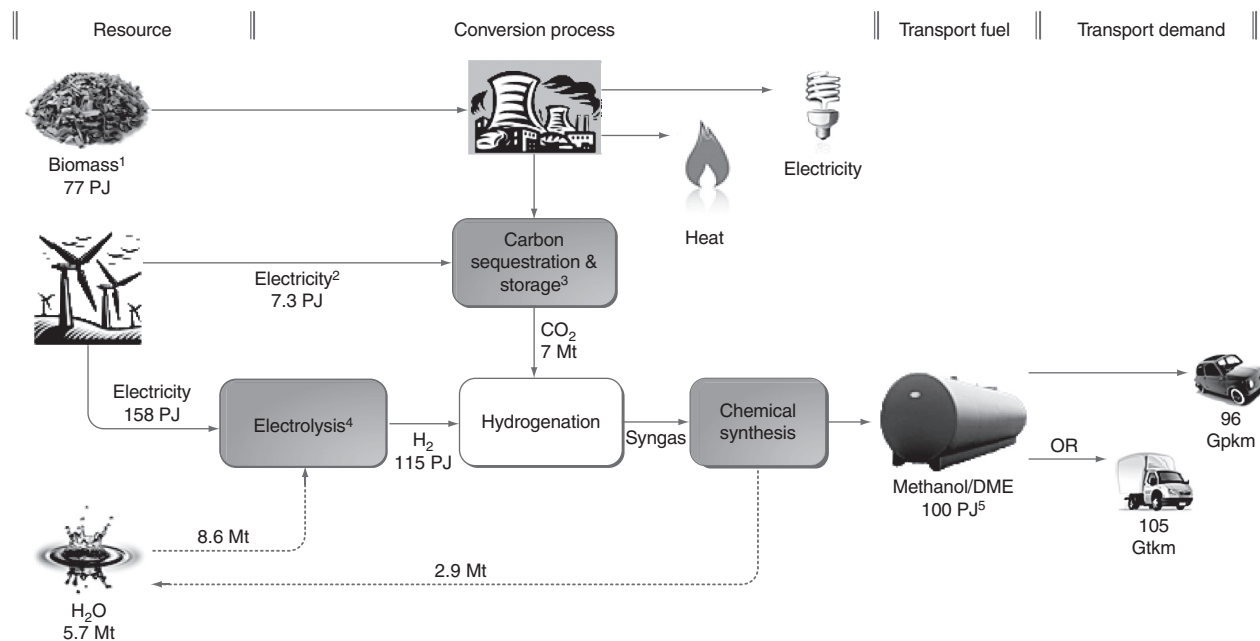 Resource
Conversion process
Transport fuel
Transport demand
Biomass¹
77 PJ
Electricity
Heat
Carbon
sequestration &
storage³
Electricity²
7.3 PJ
CO₂
7 Mt
Electricity
158 PJ
Electrolysis⁴
H₂
115 PJ
Hydrogenation
Syngas
Chemical
synthesis
Methanol/DME
100 PJ⁵
96
Gpkm
OR
105
Gtkm
8.6 Mt
2.9 Mt
H₂O
5.7 Mt